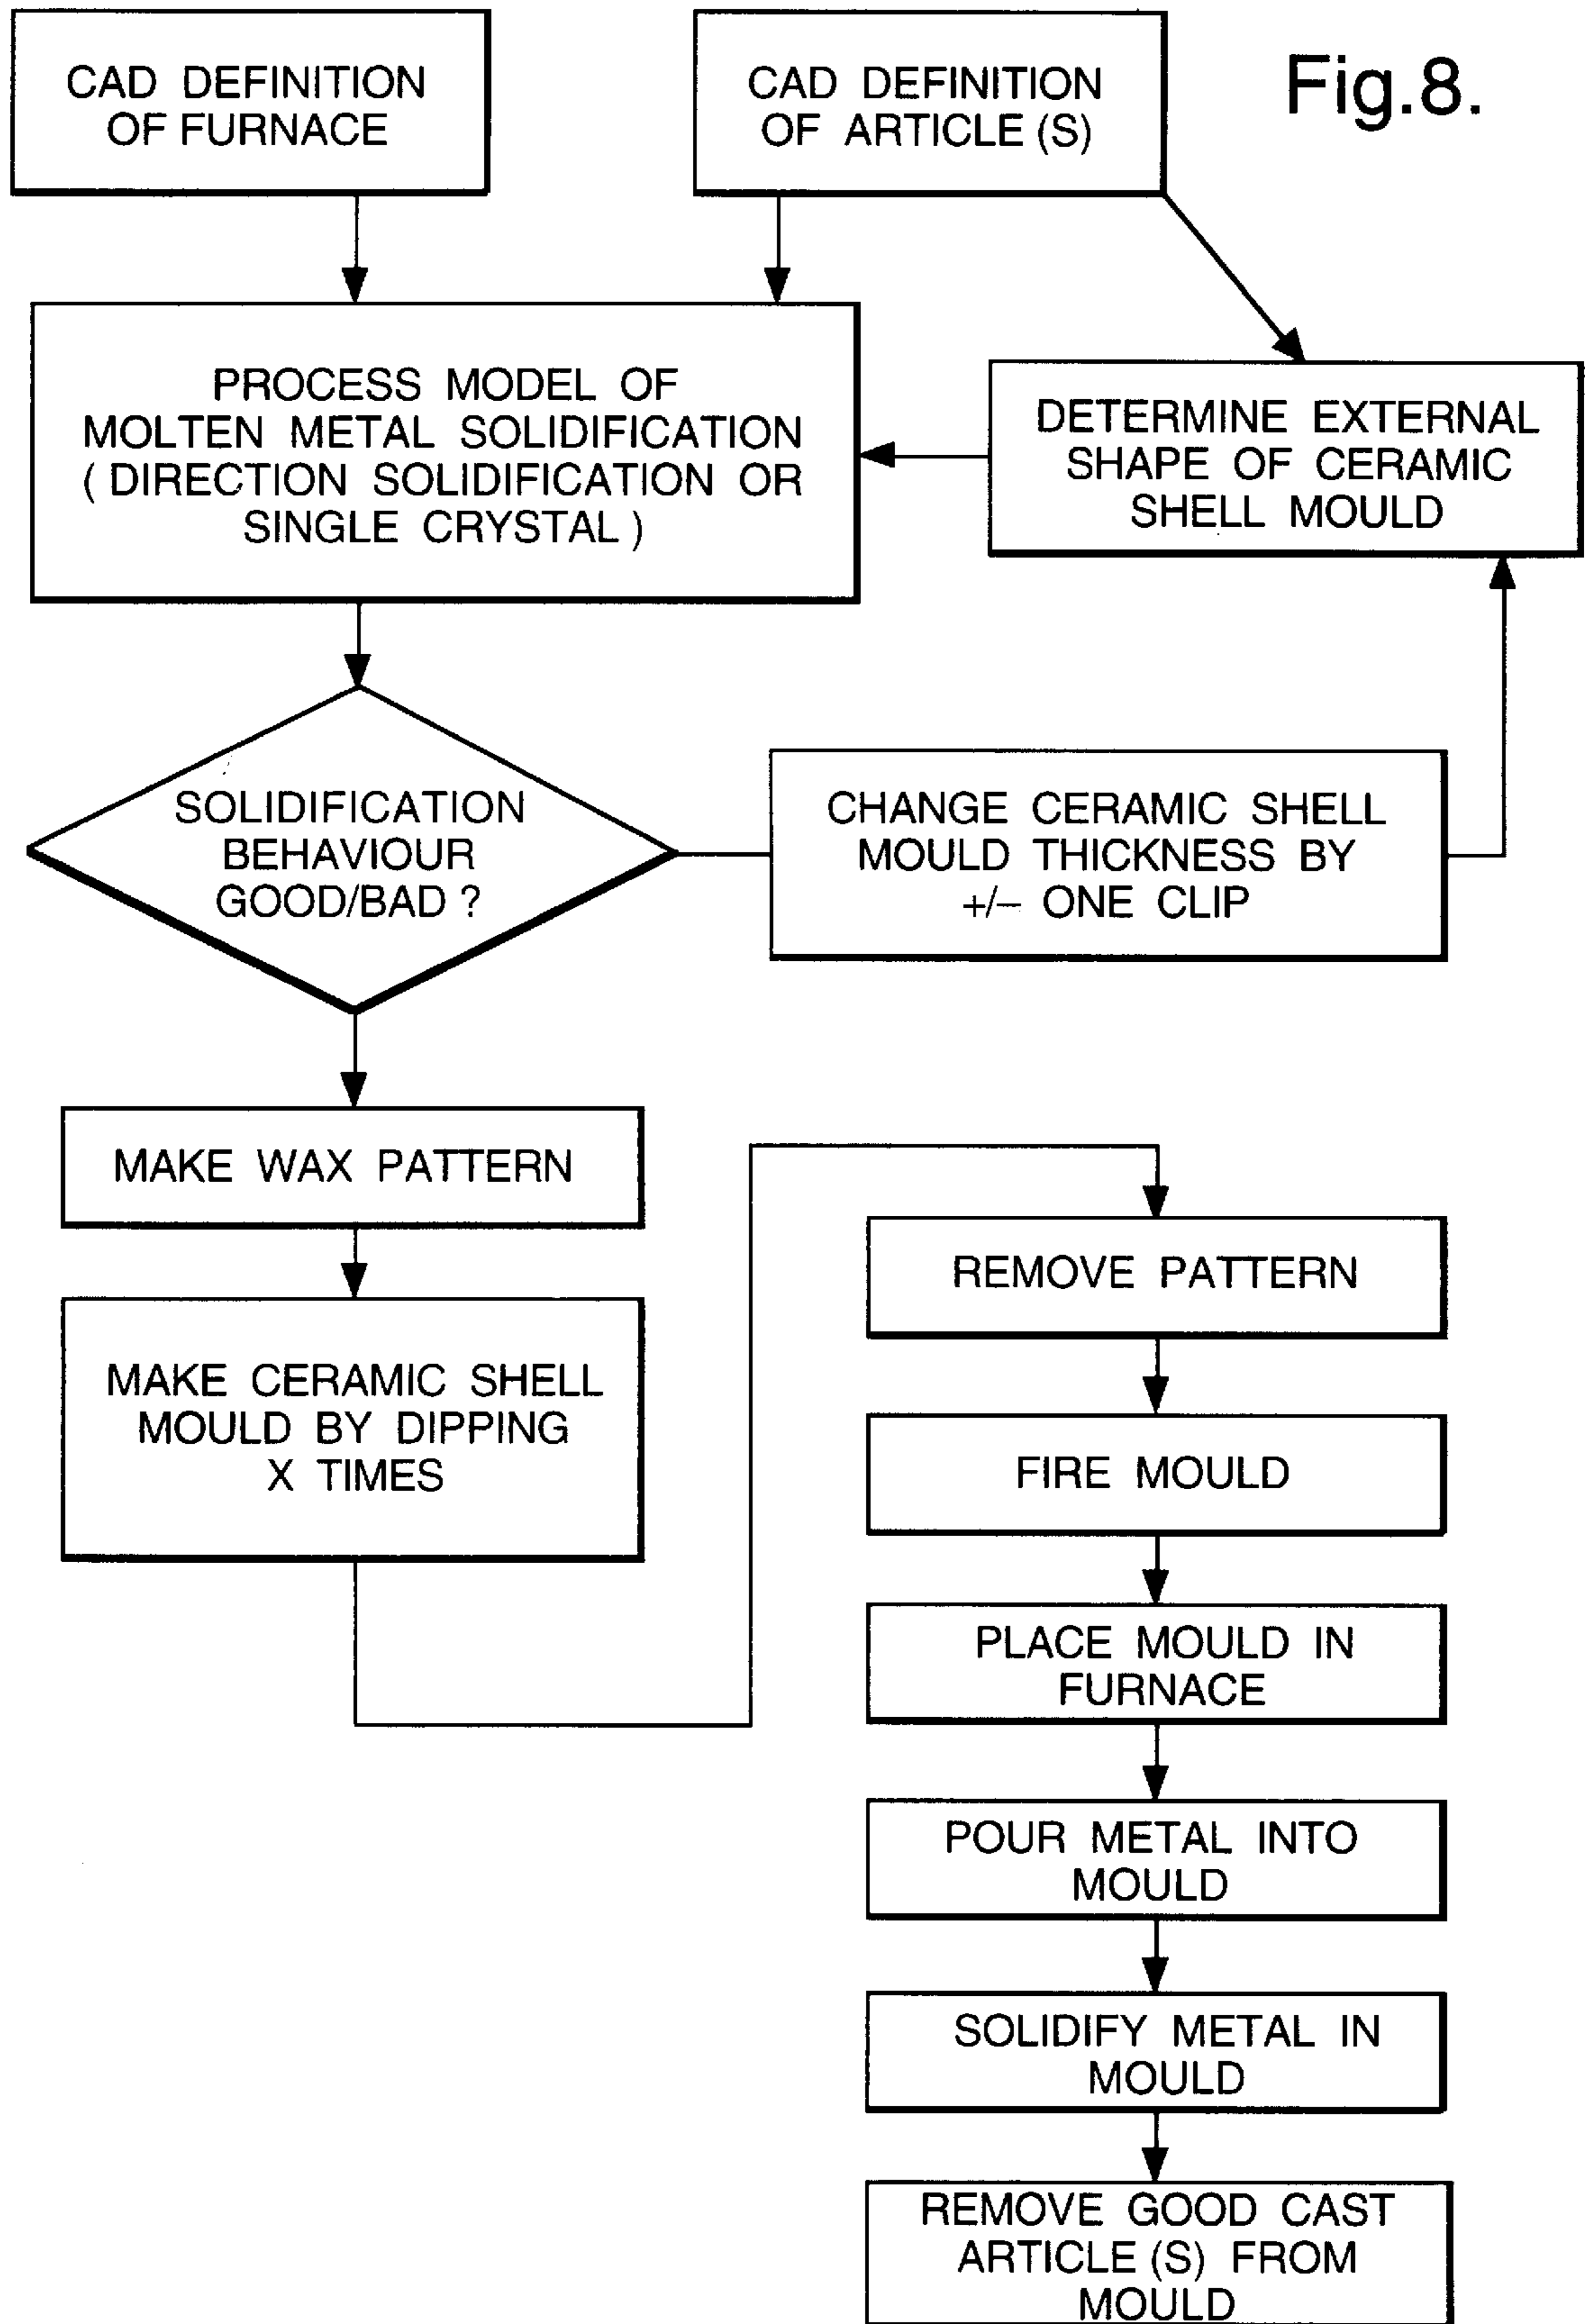 CAD DEFINITION
OF FURNACE
CAD DEFINITION
OF ARTICLE (S)
Fig.8.
PROCESS MODEL OF
MOLTEN METAL SOLIDIFICATION
( DIRECTION SOLIDIFICATION OR
SINGLE CRYSTAL )
DETERMINE EXTERNAL
SHAPE OF CERAMIC
SHELL MOULD
SOLIDIFICATION
BEHAVIOUR
GOOD/BAD ?
CHANGE CERAMIC SHELL
MOULD THICKNESS BY
+/- ONE CLIP
MAKE WAX PATTERN
MAKE CERAMIC SHELL
MOULD BY DIPPING
X TIMES
REMOVE PATTERN
FIRE MOULD
PLACE MOULD IN
FURNACE
POUR METAL INTO
MOULD
SOLIDIFY METAL IN
MOULD
REMOVE GOOD CAST
ARTICLE (S) FROM
MOULD